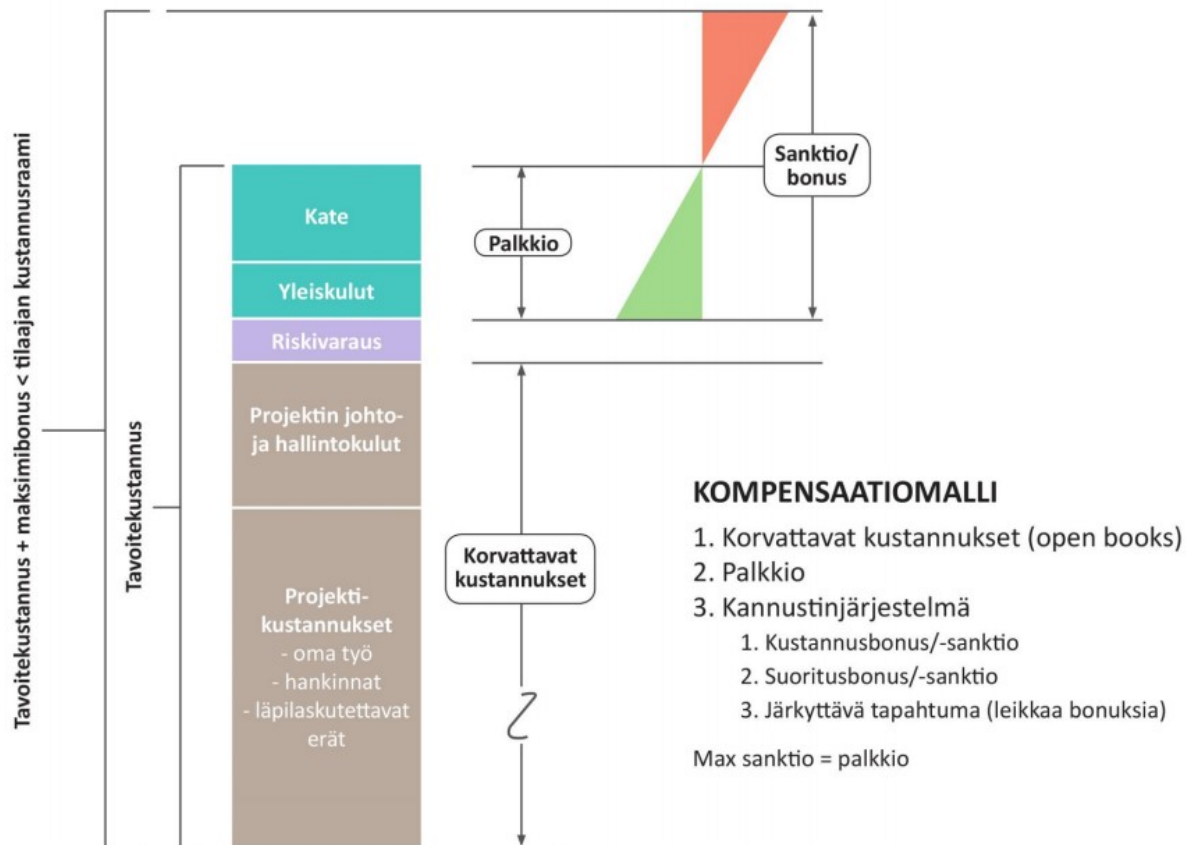 Tavoitekustannus + maksimibonus < tilaajan kustannusraami
Tavoitekustannus
Kate
Yleiskulut
Riskivaraus
Projektin johto-
ja hallintokulut
Projekti-
kustannukset
- oma työ
- hankinnat
- läpilaskutettavat
erät
Palkkio
Sanktio/
bonus
Korvattavat
kustannukset
KOMPENSAATIOMALLI
1. Korvattavat kustannukset (open books)
2. Palkkio
3. Kannustinjärjestelmä
1. Kustannusbonus/-sanktio
2. Suoritusbonus/-sanktio
3. Järkyttävä tapahtuma (leikkaa bonuksia)
Max sanktio = palkkio